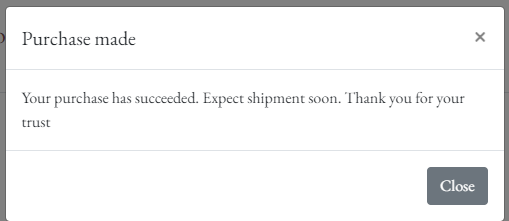 Purchase made
×
Your purchase has succeeded. Expect shipment soon. Thank you for your
trust
Close